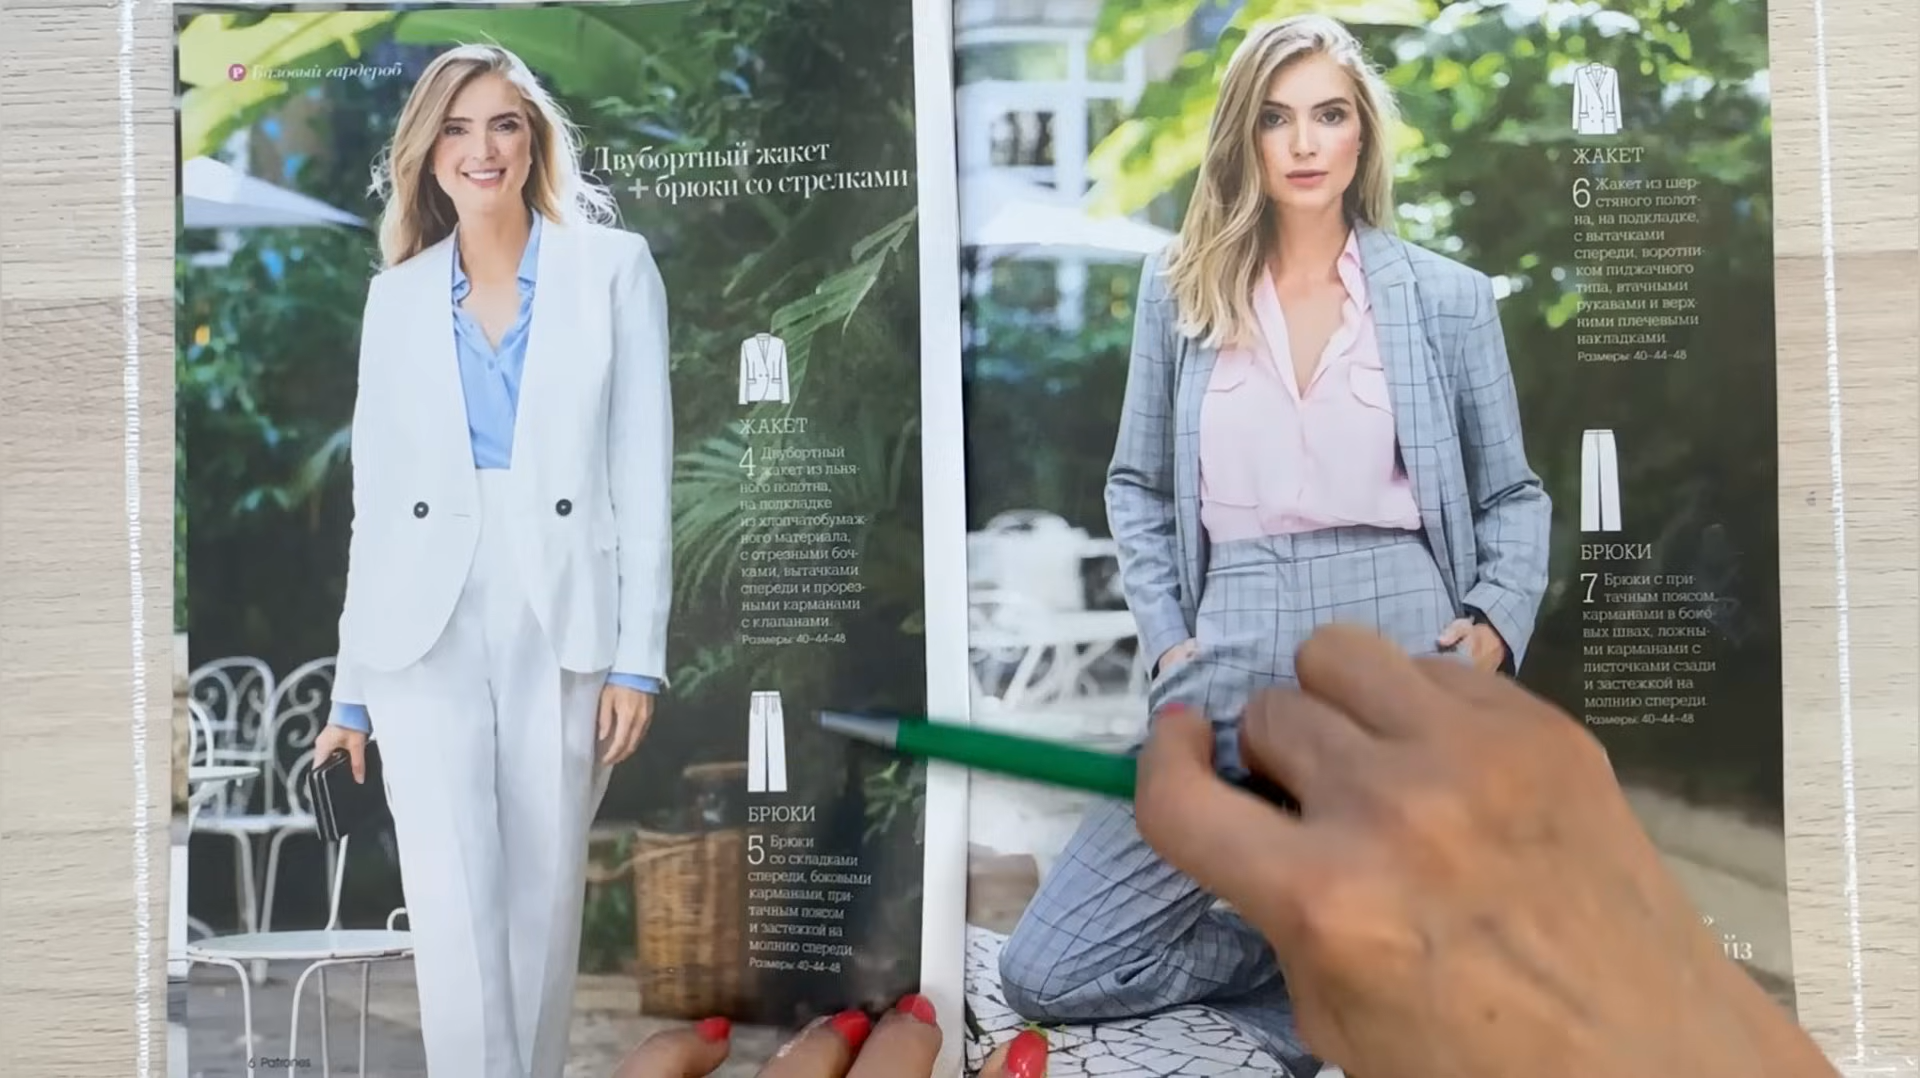 Базовый гардероб
Двубортный жакет
+ брюки со стрелками
ЖАКЕТ
4 Двубортный
жакет из льня-
ного полотна,
на подкладке
из хлопчатобумаж-
ного материала,
с отрезными боч-
ками, вытачками
спереди и прорез-
ными карманами
с клапанами.
Размеры: 40-44-48
БРЮКИ
5 Брюки
со складками
спереди, боковыми
карманами, при-
тачным поясом
и застежкой на
молнию спереди.
Размеры: 40-44-48
6 Patrones
ЖАКЕТ
6 Жакет из шер-
стяного полот-
на, на подкладке,
с вытачками
спереди, воротни-
ком пиджачного
типа, втачными
рукавами и верх-
ними плечевыми
накладками.
Размеры: 40-44-48
БРЮКИ
7 Брюки с при-
тачным поясом,
карманами в боко-
вых швах, ложны-
ми карманами с
листочками сзади
и застежкой на
молнию спереди.
Размеры: 40-44-48